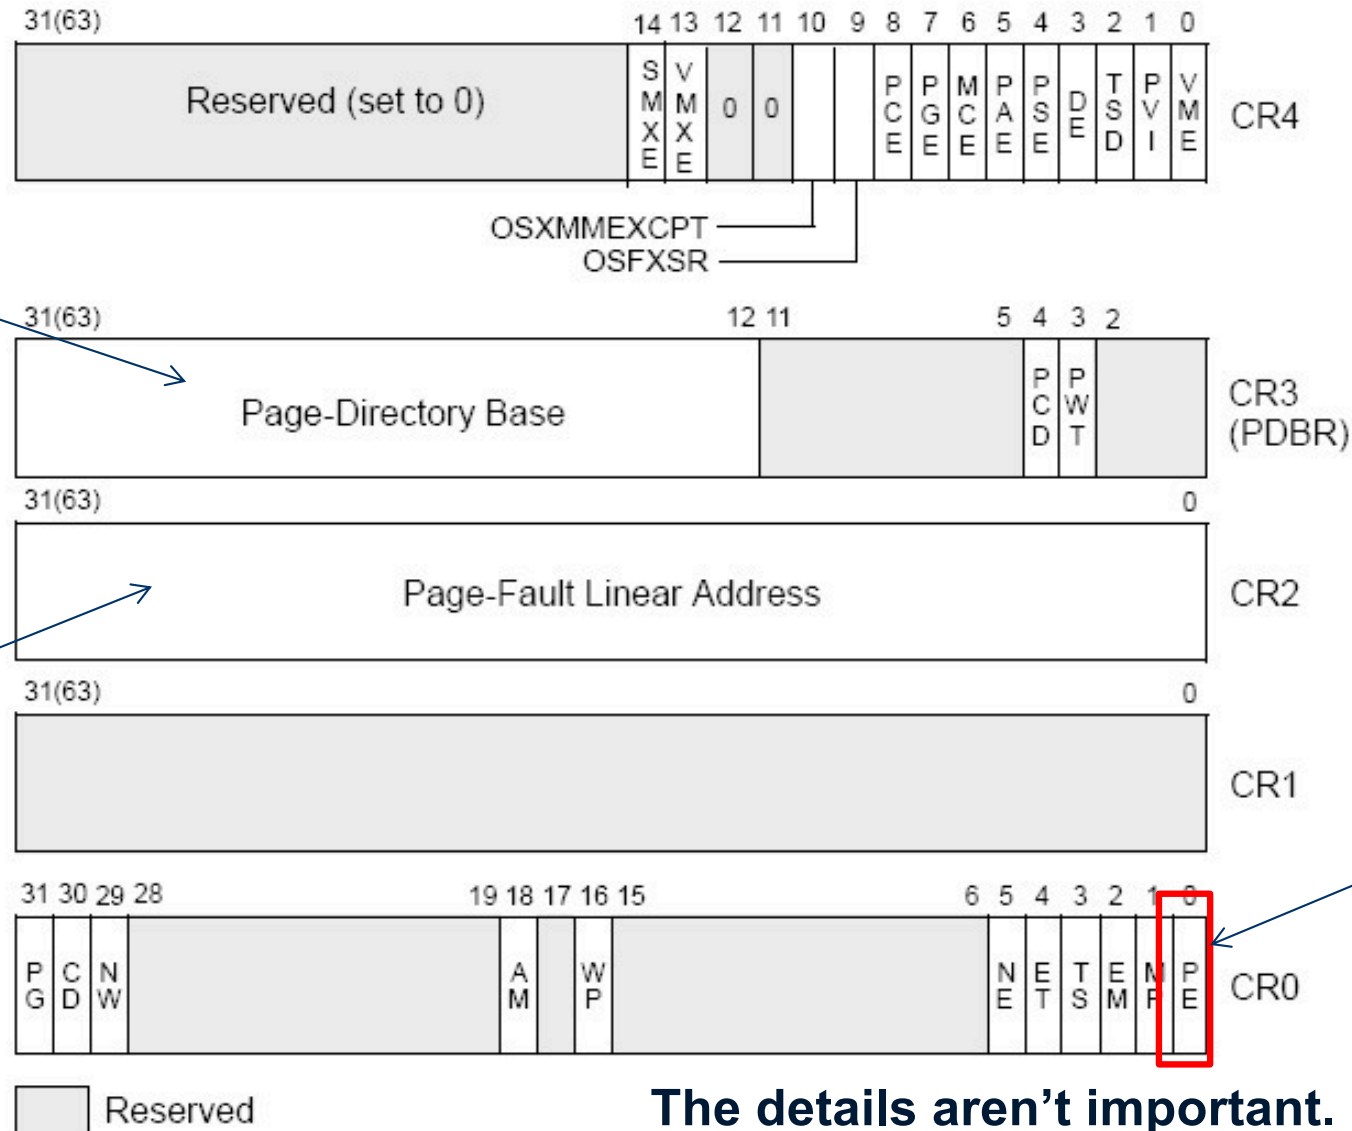 31(63) 14 13 12 11 10 9 8 7 6 5 4 3 2 1 0
Reserved (set to 0) SMXE VMXE 0 0 PCE PGE MCE PAE PSE DE TSD PVI VME CR4
OSXMMEXCPT
OSFXSR
31(63) 12 11 5 4 3 2
Page-Directory Base PCD PWT CR3
(PDBR)
31(63) 0
Page-Fault Linear Address CR2
31(63) 0
CR1
31 30 29 28 19 18 17 16 15 6 5 4 3 2 1 0
PG CD NW AM WP NE ET TS EM MP PE CR0
Reserved
The details aren’t important.